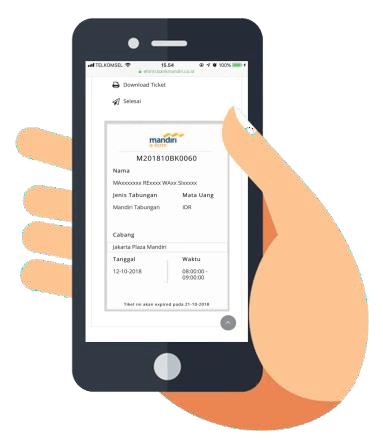 TELKOMSEL 15.54 100%
eform.bankmandiri.co.id
Download Ticket
Selesai
mandiri
M201810BK0060
Nama
MAxxxxxxx RExxxx WAxx SIxxxxx
Jenis Tabungan Mata Uang
Mandiri Tabungan IDR
Cabang
Jakarta Plaza Mandiri
Tanggal Waktu
12-10-2018 08:00:00 -
09:00:00
Tiket ini akan expired pada 21-10-2018